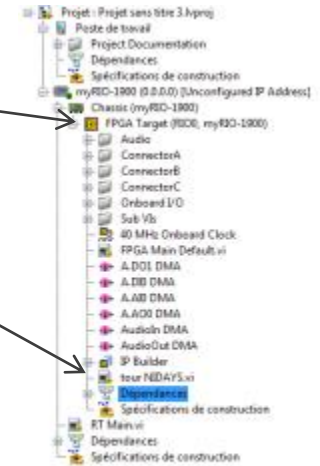 Projet : Projet sans titre 3.lvproj
Poste de travail
Project Documentation
Dépendances
Spécifications de construction
myRIO-1900 (0.0.0.0) [Unconfigured IP Address]
Chassis (myRIO-1900)
FPGA Target (RIO0, myRIO-1900)
Audio
ConnectorA
ConnectorB
ConnectorC
Onboard I/O
Sub VIs
40 MHz Onboard Clock
FPGA Main Default.vi
A.DO1 DMA
A.DI0 DMA
A.AI0 DMA
A.AO0 DMA
AudioIn DMA
AudioOut DMA
IP Builder
tour NIDAYS.vi
Dépendances
Spécifications de construction
RT Main.vi
Dépendances
Spécifications de construction